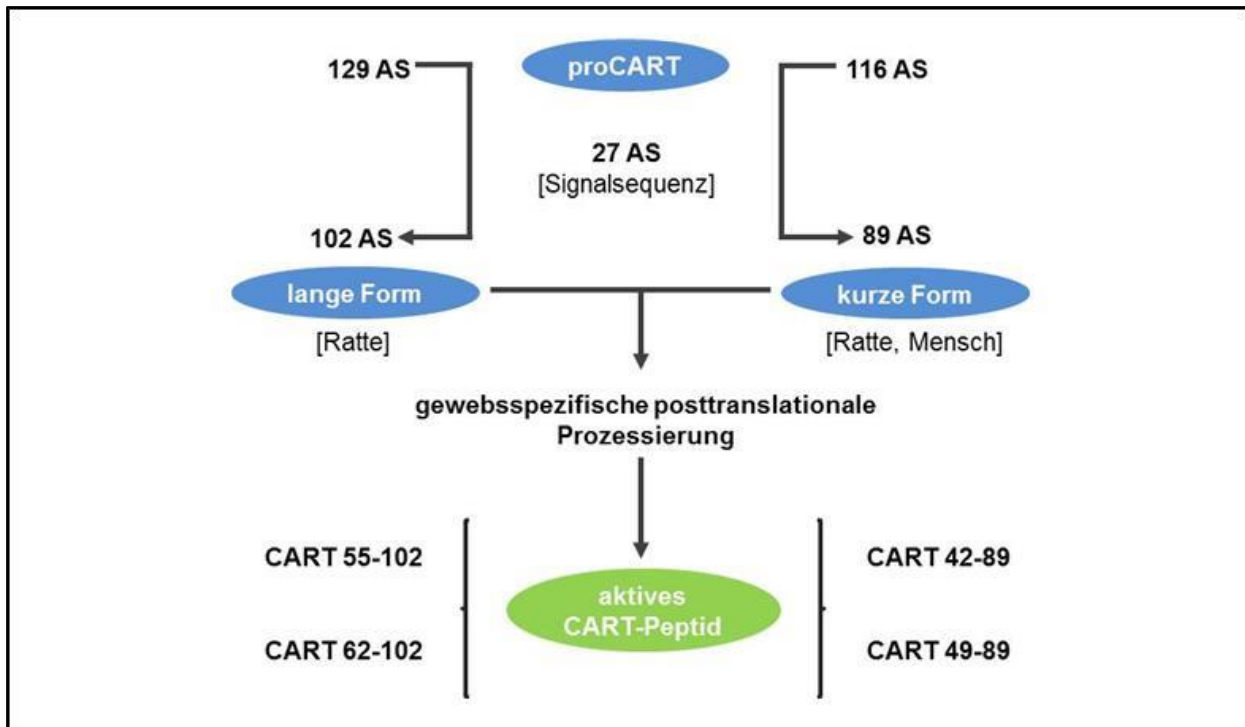 129 AS
proCART
116 AS
27 AS
[Signalsequenz]
102 AS
89 AS
lange Form
kurze Form
[Ratte]
[Ratte, Mensch]
gewebsspezifische posttranslationale
Prozessierung
CART 55-102
CART 42-89
aktives
CART-Peptid
CART 62-102
CART 49-89